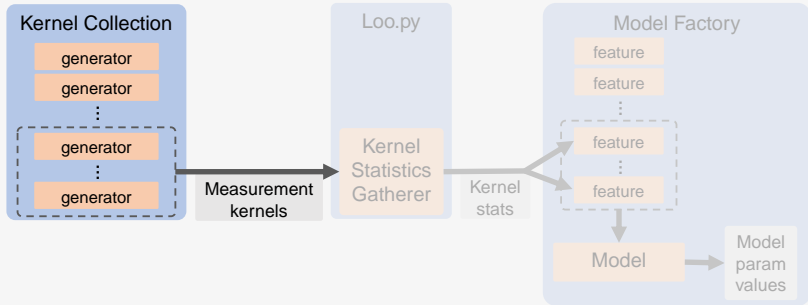 Kernel Collection
generator
generator
⋮
generator
⋮
generator
Measurement
kernels
Loo.py
Kernel
Statistics
Gatherer
Kernel
stats
Model Factory
feature
feature
⋮
feature
⋮
feature
Model
Model
param
values